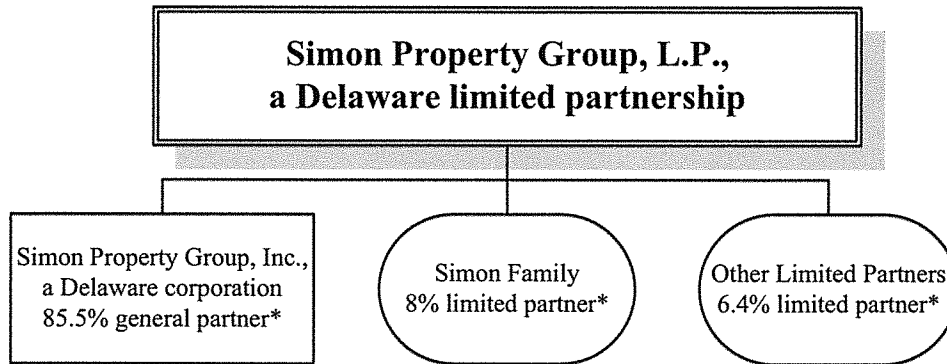 Simon Property Group, L.P.,
a Delaware limited partnership
Simon Property Group, Inc.,
a Delaware corporation
85.5% general partner*
Simon Family
8% limited partner*
Other Limited Partners
6.4% limited partner*